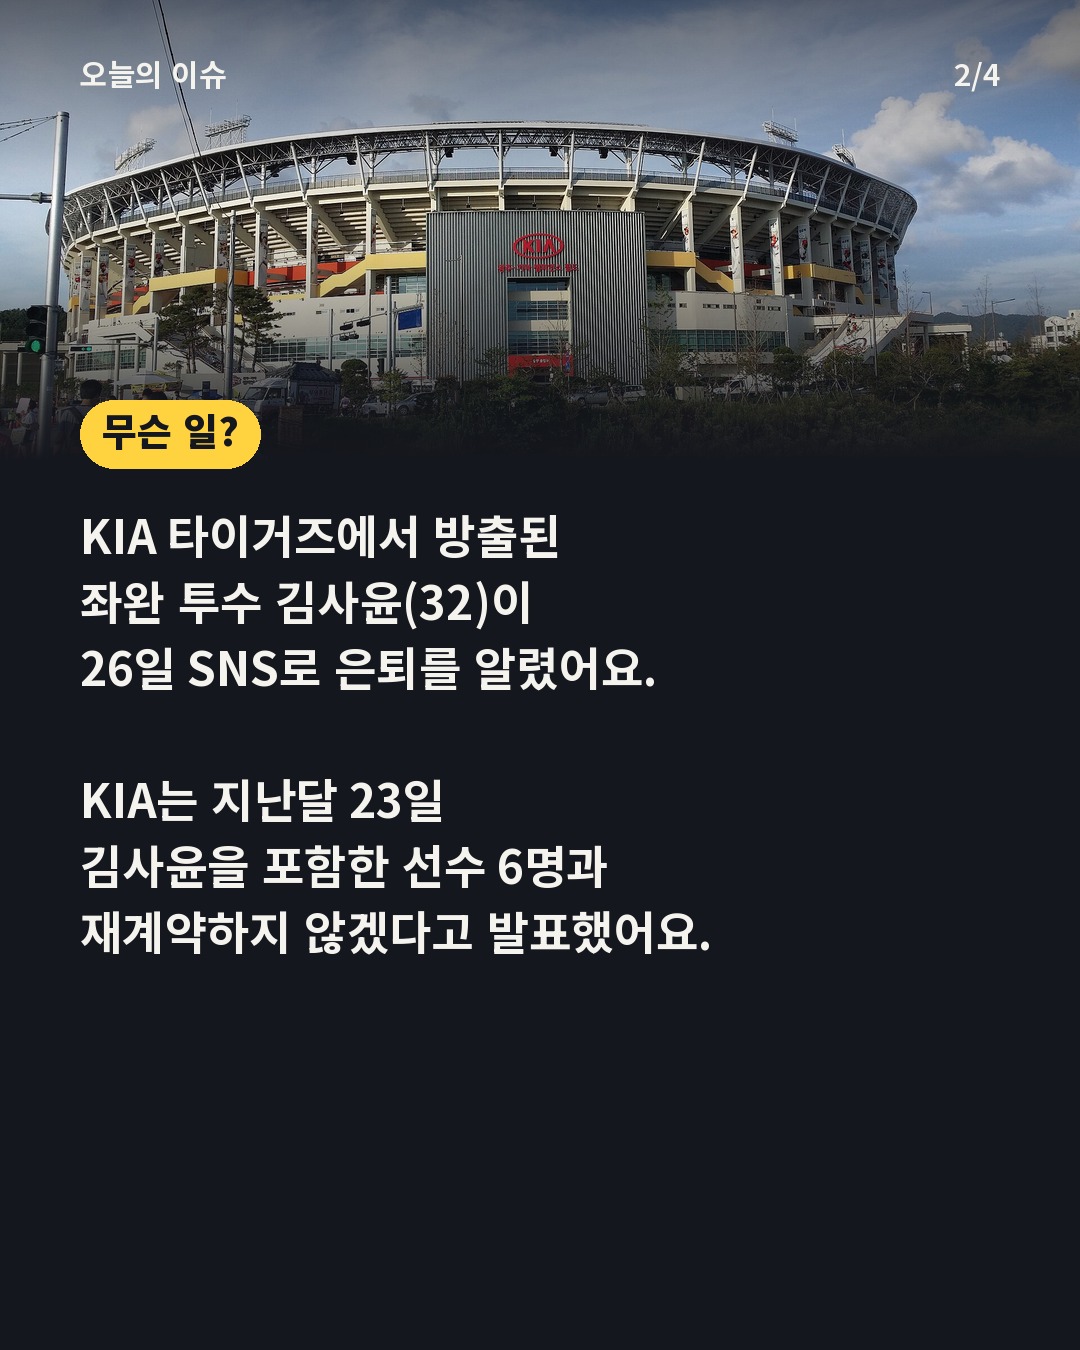 오늘의 이슈
2/4
KIA
무슨 일?
KIA 타이거즈에서 방출된
좌완 투수 김사윤(32)이
26일 SNS로 은퇴를 알렸어요.
KIA는 지난달 23일
김사윤을 포함한 선수 6명과
재계약하지 않겠다고 발표했어요.